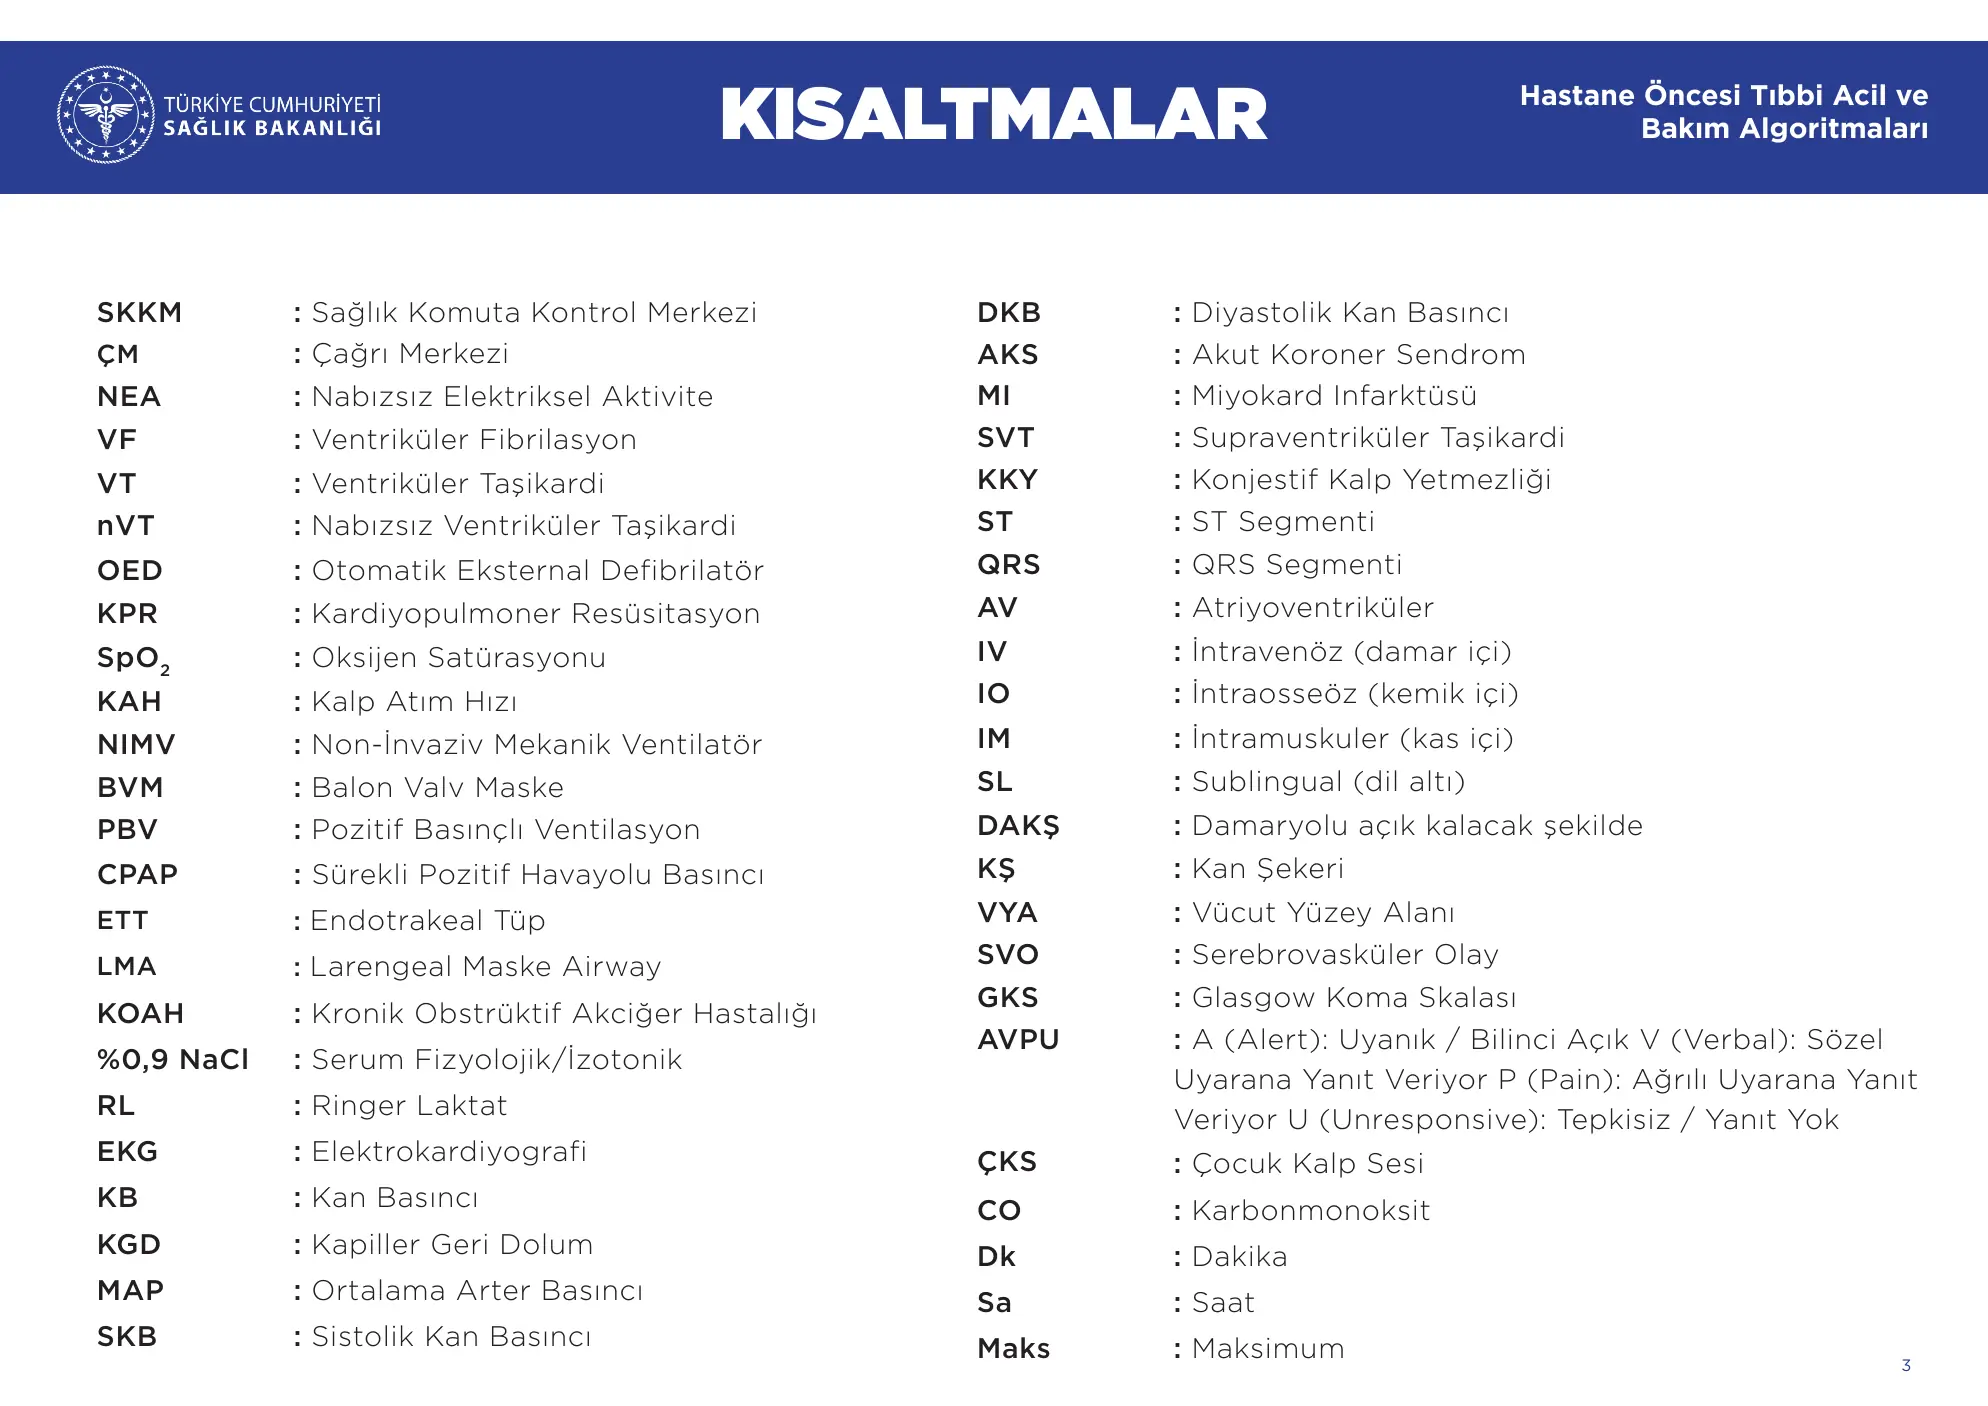 TÜRKİYE CUMHURİYETİ
SAĞLIK BAKANLIĞI
KISALTMALAR
Hastane Öncesi Tıbbi Acil ve
Bakım Algoritmaları
SKKM : Sağlık Komuta Kontrol Merkezi
ÇM : Çağrı Merkezi
NEA : Nabızsız Elektriksel Aktivite
VF : Ventriküler Fibrilasyon
VT : Ventriküler Taşikardi
nVT : Nabızsız Ventriküler Taşikardi
OED : Otomatik Eksternal Defibrilatör
KPR : Kardiyopulmoner Resüsitasyon
SpO₂ : Oksijen Satürasyonu
KAH : Kalp Atım Hızı
NIMV : Non-İnvaziv Mekanik Ventilatör
BVM : Balon Valv Maske
PBV : Pozitif Basınçlı Ventilasyon
CPAP : Sürekli Pozitif Havayolu Basıncı
ETT : Endotrakeal Tüp
LMA : Larengeal Maske Airway
KOAH : Kronik Obstrüktif Akciğer Hastalığı
%0,9 NaCl : Serum Fizyolojik/İzotonik
RL : Ringer Laktat
EKG : Elektrokardiyografi
KB : Kan Basıncı
KGD : Kapiller Geri Dolum
MAP : Ortalama Arter Basıncı
SKB : Sistolik Kan Basıncı
DKB : Diyastolik Kan Basıncı
AKS : Akut Koroner Sendrom
MI : Miyokard Infarktüsü
SVT : Supraventriküler Taşikardi
KKY : Konjestif Kalp Yetmezliği
ST : ST Segmenti
QRS : QRS Segmenti
AV : Atriyoventriküler
IV : İntravenöz (damar içi)
IO : İntraosseöz (kemik içi)
IM : İntramuskuler (kas içi)
SL : Sublingual (dil altı)
DAKŞ : Damaryolu açık kalacak şekilde
KŞ : Kan Şekeri
VYA : Vücut Yüzey Alanı
SVO : Serebrovasküler Olay
GKS : Glasgow Koma Skalası
AVPU : A (Alert): Uyanık / Bilinci Açık V (Verbal): Sözel
Uyarana Yanıt Veriyor P (Pain): Ağrılı Uyarana Yanıt
Veriyor U (Unresponsive): Tepkisiz / Yanıt Yok
ÇKS : Çocuk Kalp Sesi
CO : Karbonmonoksit
Dk : Dakika
Sa : Saat
Maks : Maksimum
3